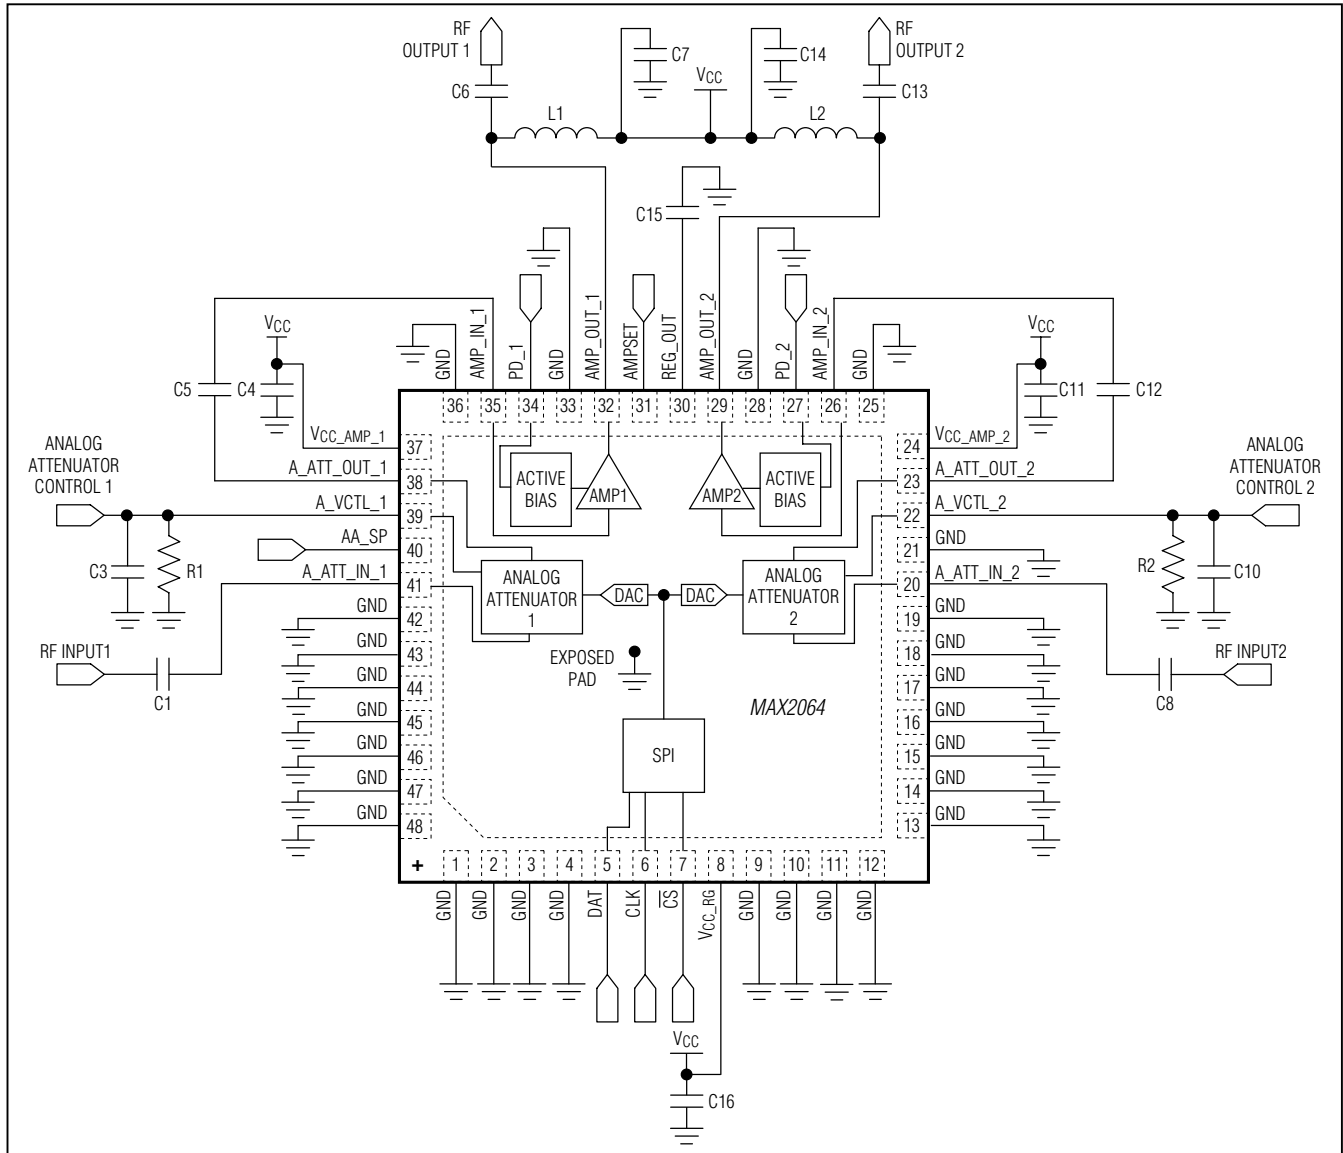 RF
OUTPUT 1
C6
L1
C7
VCC
C14
L2
RF
OUTPUT 2
C13
C15
VCC
C5
C4
GND
AMP_IN_1
PD_1
GND
AMP_OUT_1
AMPSET
REG_OUT
AMP_OUT_2
GND
PD_2
AMP_IN_2
GND
VCC
C11
C12
36
35
34
33
32
31
30
29
28
27
26
25
ANALOG
ATTENUATOR
CONTROL 1
VCC_AMP_1
37
A_ATT_OUT_1
38
A_VCTL_1
39
AA_SP
40
A_ATT_IN_1
41
GND
42
GND
43
GND
44
GND
45
GND
46
GND
47
GND
48
C3
R1
RF INPUT1
C1
ACTIVE
BIAS
AMP1
AMP2
ACTIVE
BIAS
ANALOG
ATTENUATOR
1
DAC
DAC
ANALOG
ATTENUATOR
2
EXPOSED
PAD
MAX2064
SPI
24
VCC_AMP_2
23
A_ATT_OUT_2
22
A_VCTL_2
21
GND
20
A_ATT_IN_2
19
GND
18
GND
17
GND
16
GND
15
GND
14
GND
13
GND
ANALOG
ATTENUATOR
CONTROL 2
R2
C10
RF INPUT2
C8
+
1
2
3
4
5
6
7
8
9
10
11
12
GND
GND
GND
GND
DAT
CLK
C̅S̅
VCC_RG
GND
GND
GND
GND
VCC
C16